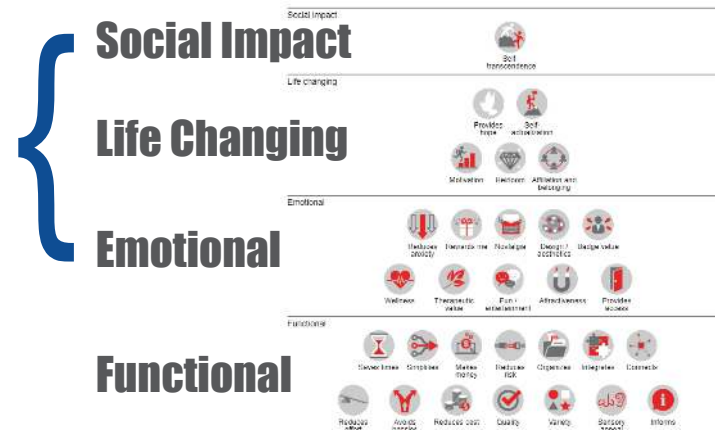 Social Impact
Social impact
Self
transcendence
Life Changing
Life changing
Provides Self-
hope actualization
Motivation Heirloom Affiliation and
belonging
Emotional
Emotional
Reduces Rewards me Nostalgia Design / Badge value
anxiety aesthetics
Wellness Therapeutic Fun / Attractiveness Provides
value entertainment access
Functional
Functional
Saves times Simplifies Makes Reduces Organizes Integrates Connects
money risk
Reduces Avoids Reduces cost Quality Variety Sensory Informs
effort hassles appeal